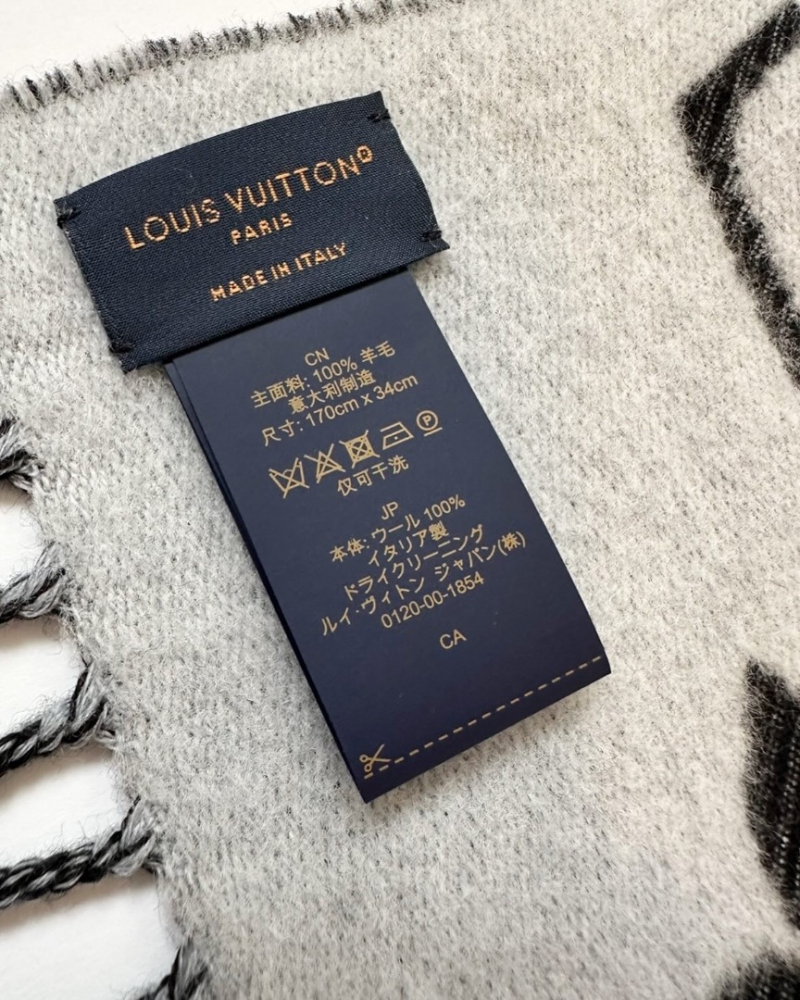 LOUIS VUITTON®
PARIS
MADE IN ITALY
CN
主面料: 100% 羊毛
意大利制造
尺寸: 170cm x 34cm
仅可干洗
JP
本体: ウール 100%
イタリア製
ドライクリーニング
ルイ・ヴィトン ジャパン(株)
0120-00-1854
CA